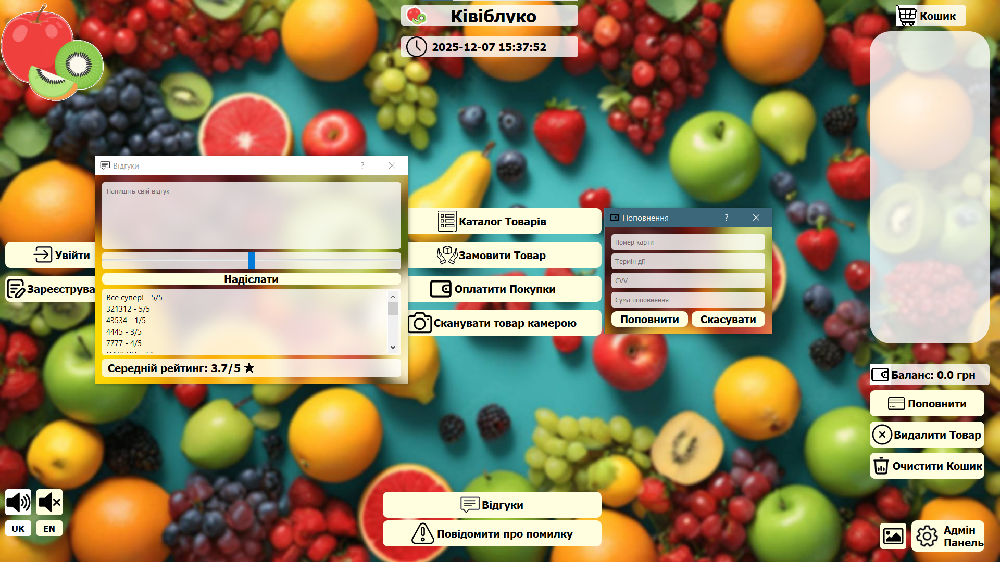 Ківіблуко
Кошик
2025-12-07 15:37:52
Відгуки
?
Напишіть свій відгук
Надіслати
Все супер! - 5/5
321312 - 5/5
43534 - 1/5
4445 - 3/5
7777 - 4/5
Середній рейтинг: 3.7/5 ★
Увійти
Зареєструва
Каталог Товарів
Замовити Товар
Оплатити Покупки
Сканувати товар камерою
Поповнення
?
Номер карти
Термін дії
CVV
Сума поповнення
Поповнити
Скасувати
Баланс: 0.0 грн
Поповнити
Видалити Товар
Очистити Кошик
UK
EN
Відгуки
Повідомити про помилку
Адмін
Панель